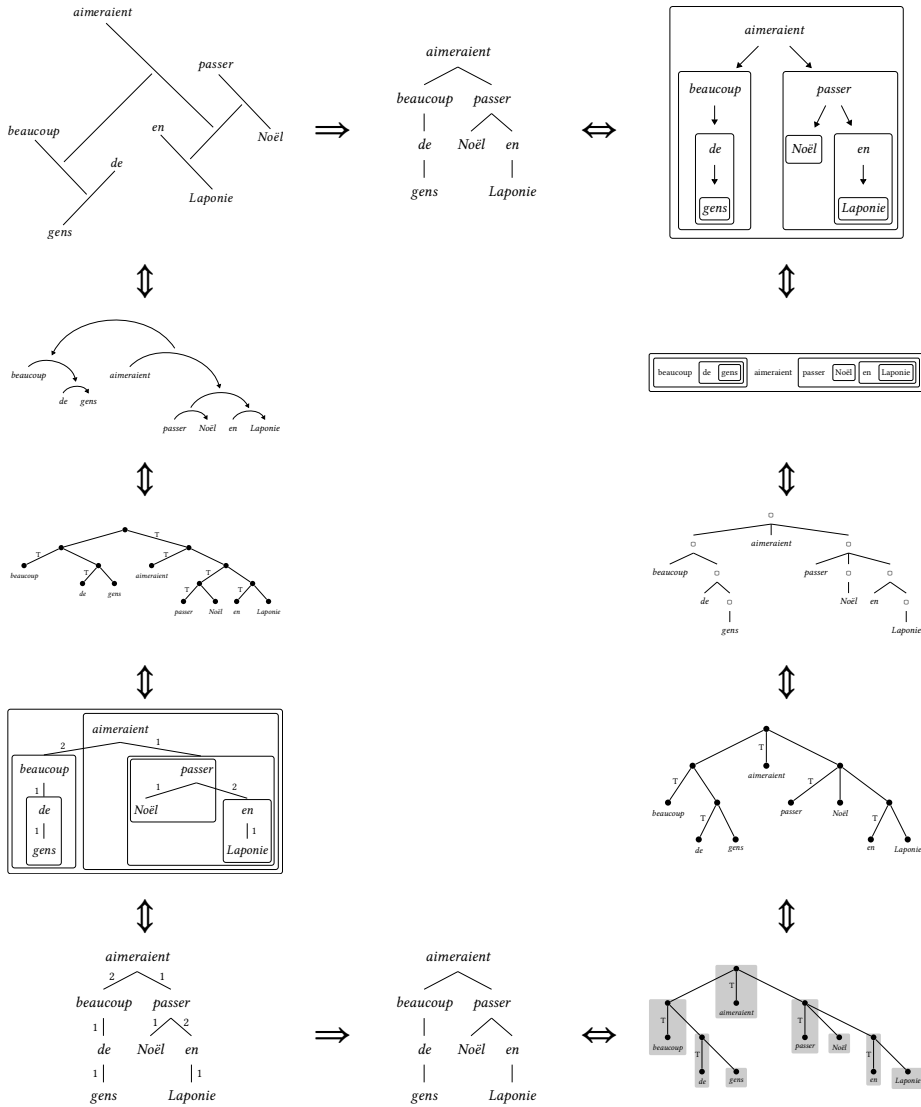 aimeraient
passer
en
Noël
beaucoup
de
Laponie
gens
⇒
aimeraient
beaucoup passer
de Noël en
gens Laponie
⇔
aimeraient
beaucoup passer
de Noël en
gens Laponie
beaucoup aimeraient
de gens
passer Noël en Laponie
beaucoup de gens aimeraient passer Noël en Laponie
T
T T
beaucoup T aimeraient T
de gens T T
passer Noël en Laponie
aimeraient
beaucoup passer
de Noël en
gens Laponie
aimeraient
2 1
beaucoup passer
1 1 2
de Noël en
1 1
gens Laponie
T
aimeraient
T T
beaucoup passer Noël
T T
de gens en Laponie
aimeraient
2 1
beaucoup passer
1 1 2
de Noël en
1 1
gens Laponie
⇒
aimeraient
beaucoup passer
de Noël en
gens Laponie
⇔
T
aimeraient
T T
beaucoup passer Noël
T T
de gens en Laponie